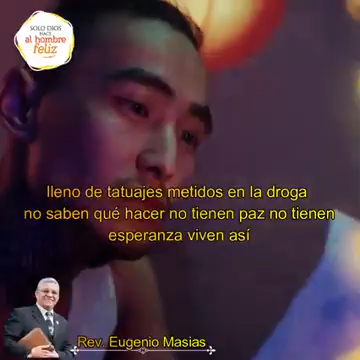 SOLO DIOS
HACE
al hombre
feliz
lleno de tatuajes metidos en la droga
no saben qué hacer no tienen paz no tienen
esperanza viven así
Rev. Eugenio Masias